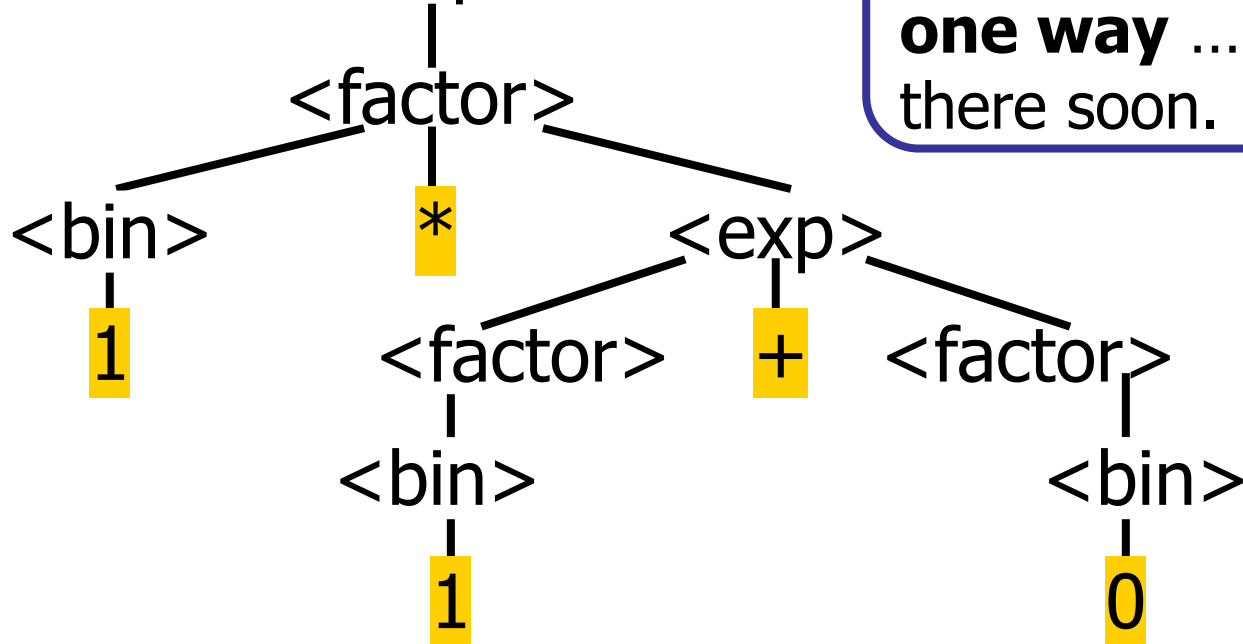 one way ...
there soon.
<factor>
<bin> * <exp>
1 <factor> + <factor>
<bin> <bin>
1 0